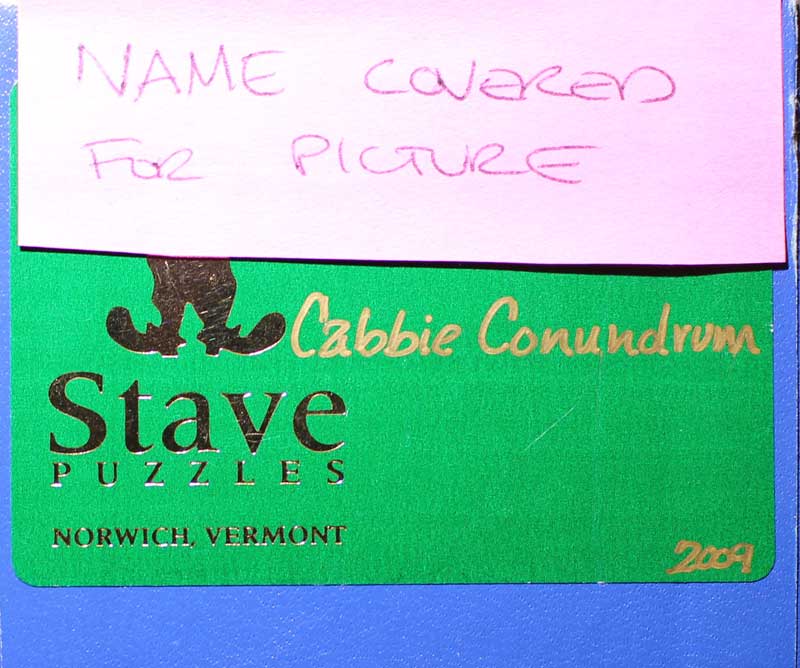 NAME COVERED
FOR PICTURE
Cabbie Conundrum
Stave
PUZZLES
NORWICH, VERMONT
2009